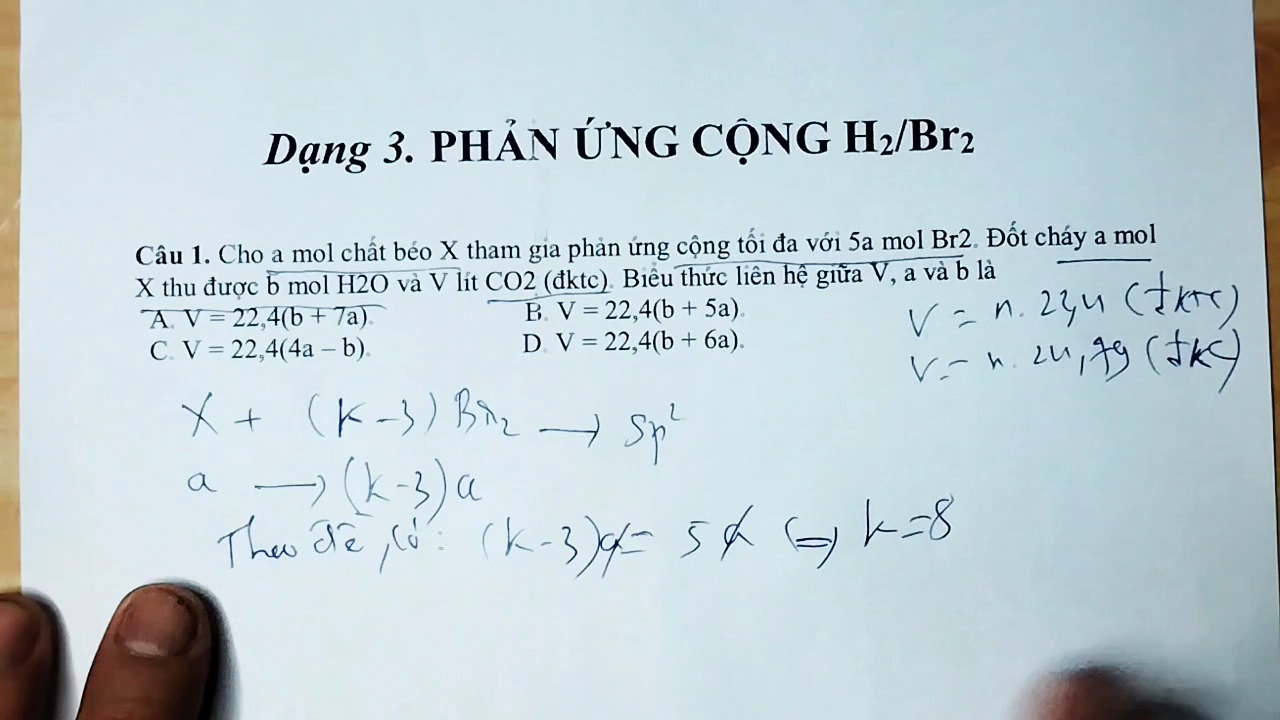 Dạng 3. PHẢN ỨNG CỘNG H₂/Br₂
Câu 1. Cho a mol chất béo X tham gia phản ứng cộng tối đa với 5a mol Br2. Đốt cháy a mol
X thu được b mol H2O và V lít CO2 (đktc). Biểu thức liên hệ giữa V, a và b là
A. V = 22,4(b + 7a). B. V = 22,4(b + 5a).
C. V = 22,4(4a – b). D. V = 22,4(b + 6a).
V = n. 22,4 (đktc)
V = n. 24,79 (đkc)
X + (k-3) Br₂ → Sp²
a → (k-3)a
Theo đề, có: (k-3)a = 5a ⇔ k=8